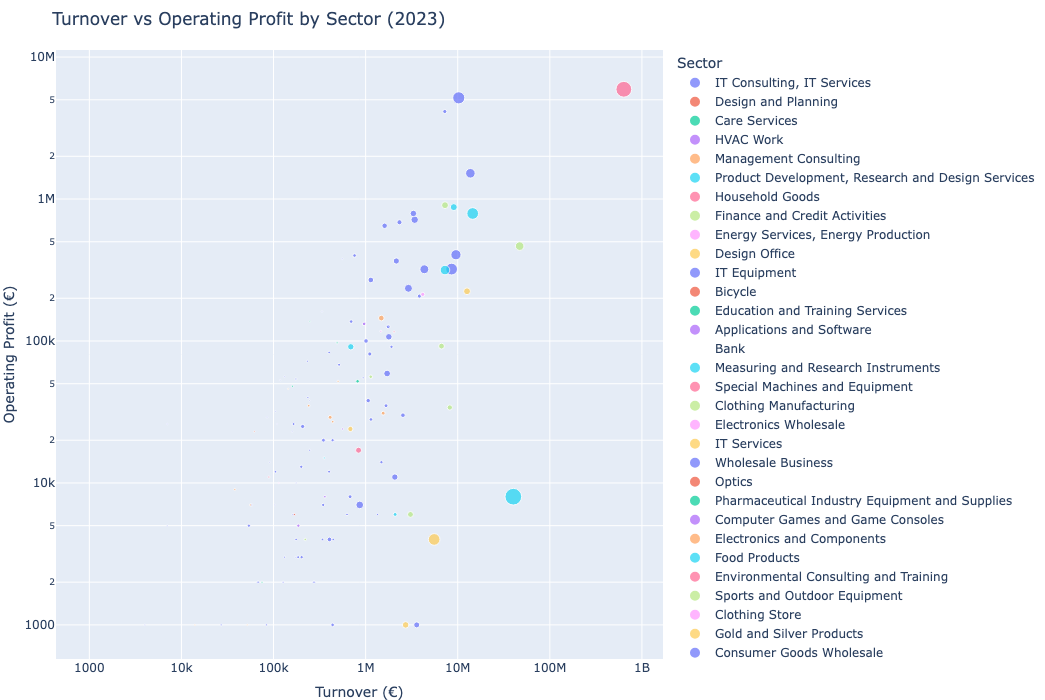 Turnover vs Operating Profit by Sector (2023)
Operating Profit (€)
10M
5
2
1M
5
2
100k
5
2
10k
5
2
1000
1000
10k
100k
1M
10M
100M
1B
Turnover (€)
Sector
IT Consulting, IT Services
Design and Planning
Care Services
HVAC Work
Management Consulting
Product Development, Research and Design Services
Household Goods
Finance and Credit Activities
Energy Services, Energy Production
Design Office
IT Equipment
Bicycle
Education and Training Services
Applications and Software
Bank
Measuring and Research Instruments
Special Machines and Equipment
Clothing Manufacturing
Electronics Wholesale
IT Services
Wholesale Business
Optics
Pharmaceutical Industry Equipment and Supplies
Computer Games and Game Consoles
Electronics and Components
Food Products
Environmental Consulting and Training
Sports and Outdoor Equipment
Clothing Store
Gold and Silver Products
Consumer Goods Wholesale